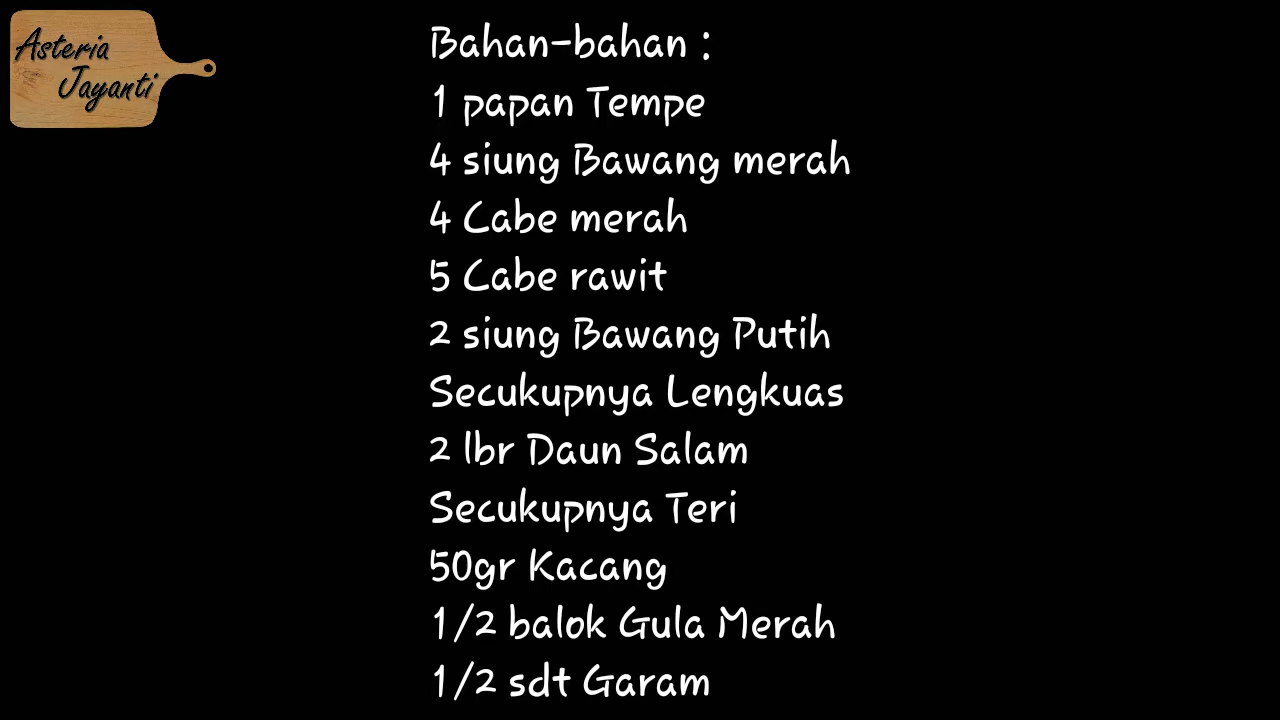 Asteria
Jayanti
Bahan-bahan :
1 papan Tempe
4 siung Bawang merah
4 Cabe merah
5 Cabe rawit
2 siung Bawang Putih
Secukupnya Lengkuas
2 lbr Daun Salam
Secukupnya Teri
50gr Kacang
1/2 balok Gula Merah
1/2 sdt Garam